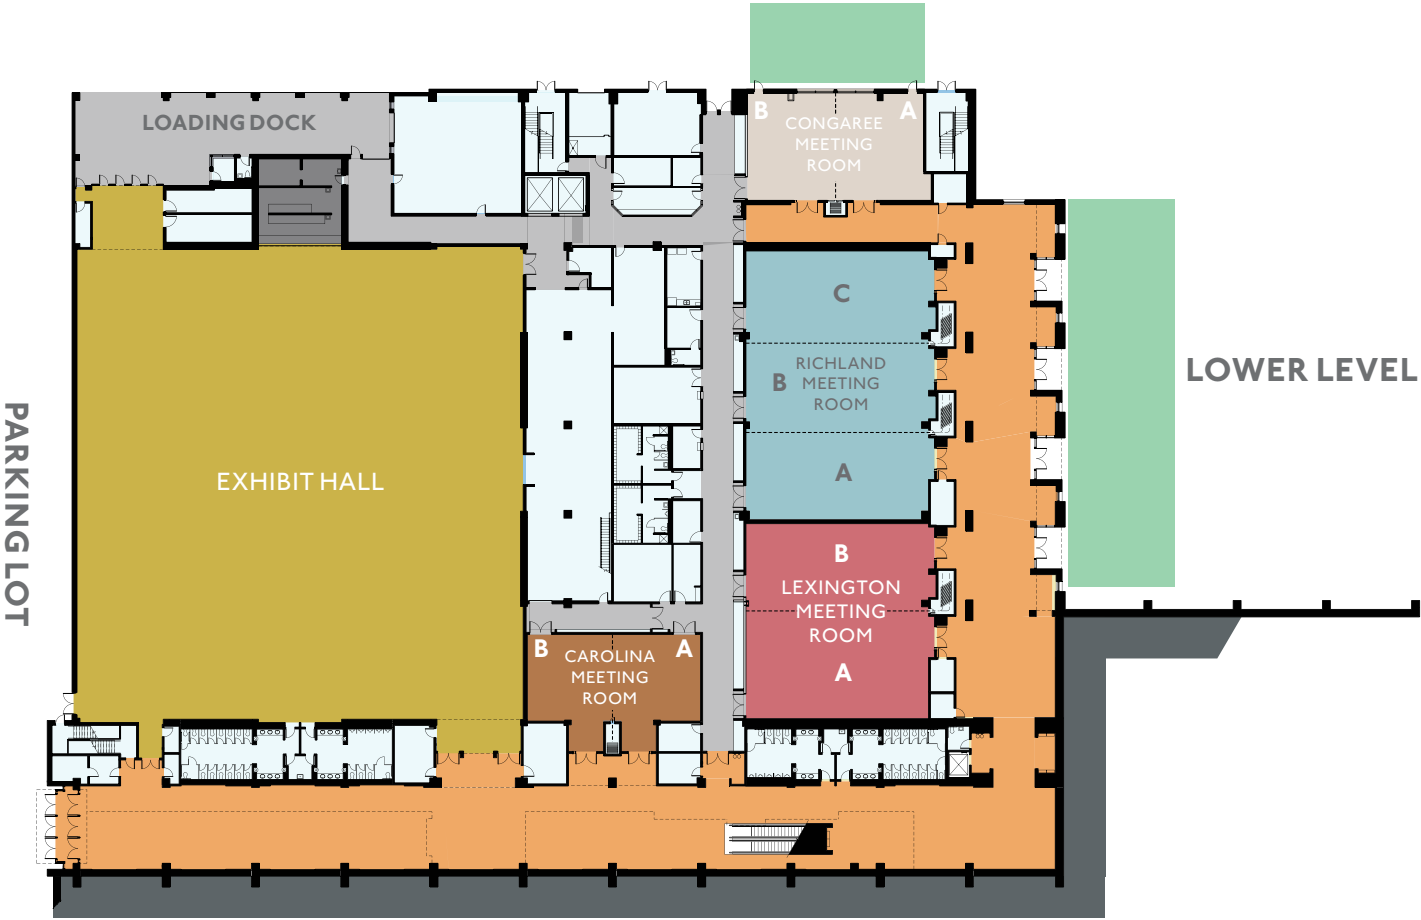 LOADING DOCK
B
A
CONGAREE
MEETING
ROOM
C
RICHLAND
B
MEETING
ROOM
A
LOWER LEVEL
PARKING LOT
EXHIBIT HALL
B
LEXINGTON
MEETING
ROOM
A
B
A
CAROLINA
MEETING
ROOM